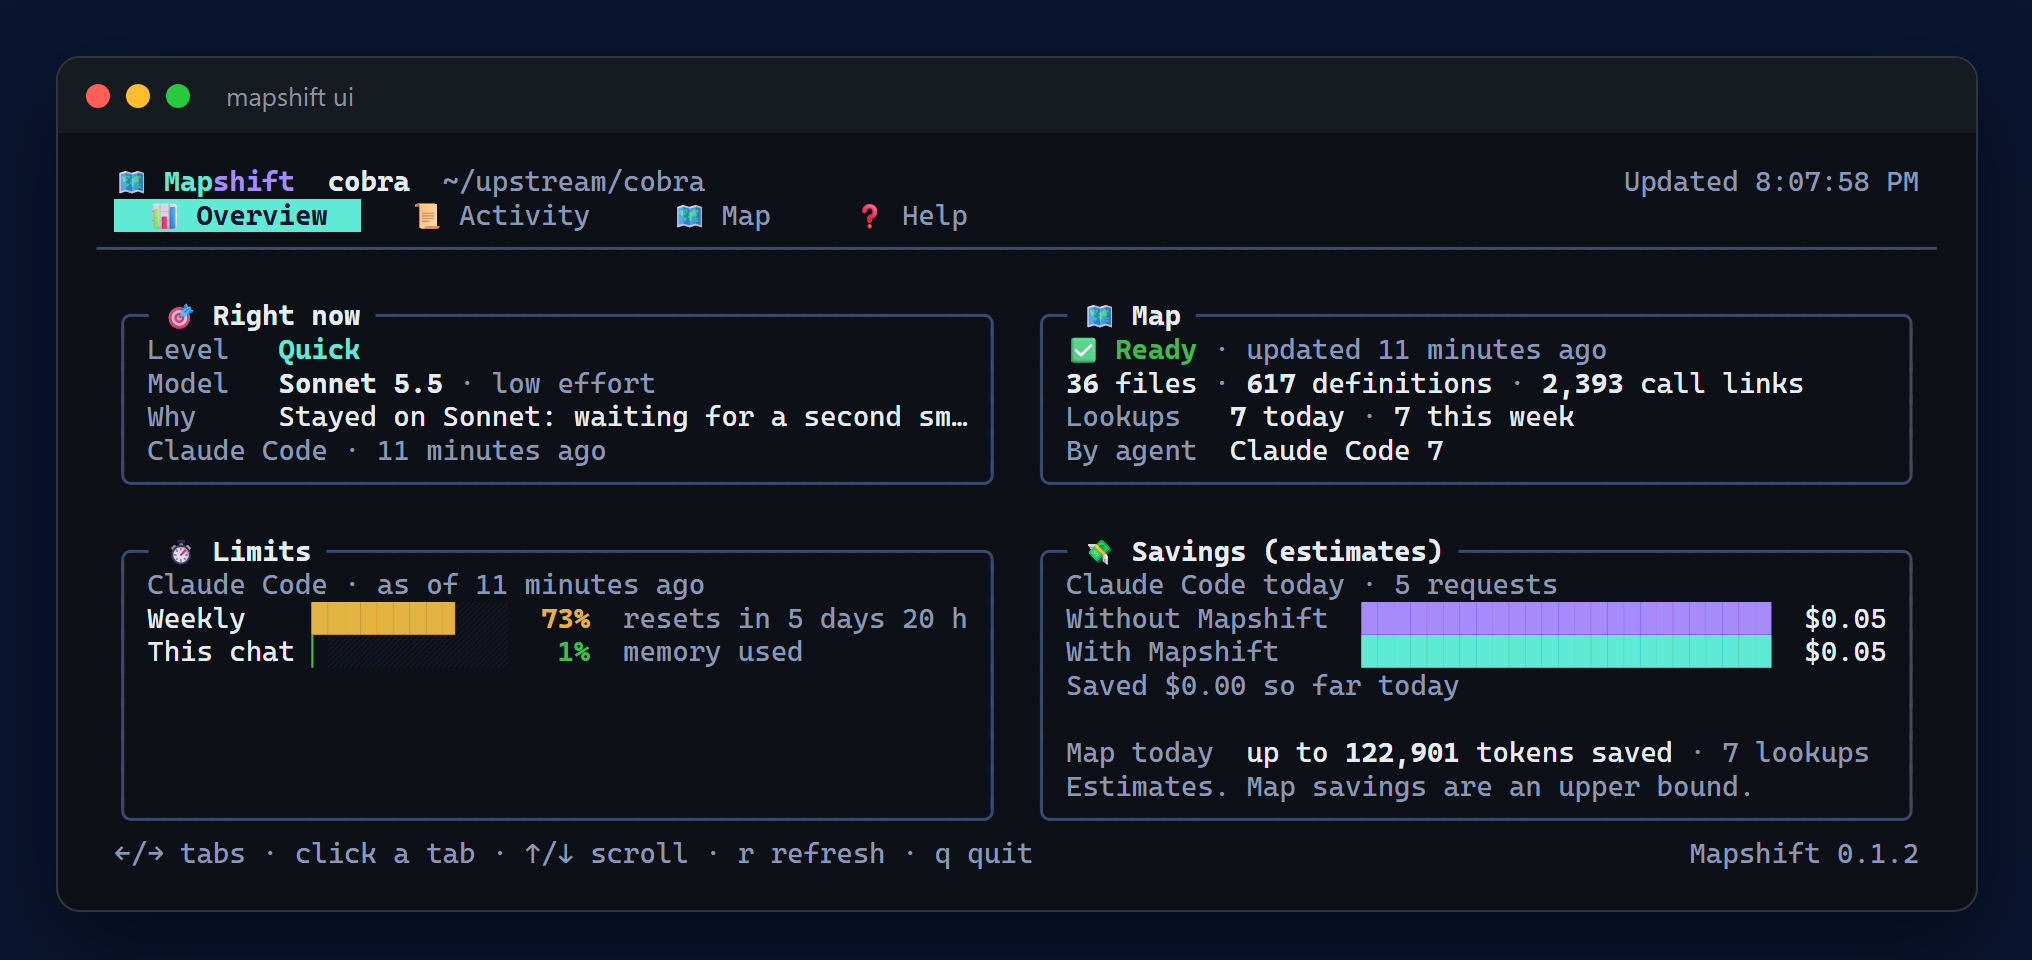 mapshift ui
Mapshift cobra ~/upstream/cobra Updated 8:07:58 PM
Overview Activity Map Help
Right now
Level Quick
Model Sonnet 5.5 · low effort
Why Stayed on Sonnet: waiting for a second sm…
Claude Code · 11 minutes ago
Map
Ready · updated 11 minutes ago
36 files · 617 definitions · 2,393 call links
Lookups 7 today · 7 this week
By agent Claude Code 7
Limits
Claude Code · as of 11 minutes ago
Weekly 73% resets in 5 days 20 h
This chat 1% memory used
Savings (estimates)
Claude Code today · 5 requests
Without Mapshift $0.05
With Mapshift $0.05
Saved $0.00 so far today
Map today up to 122,901 tokens saved · 7 lookups
Estimates. Map savings are an upper bound.
←/→ tabs · click a tab · ↑/↓ scroll · r refresh · q quit Mapshift 0.1.2